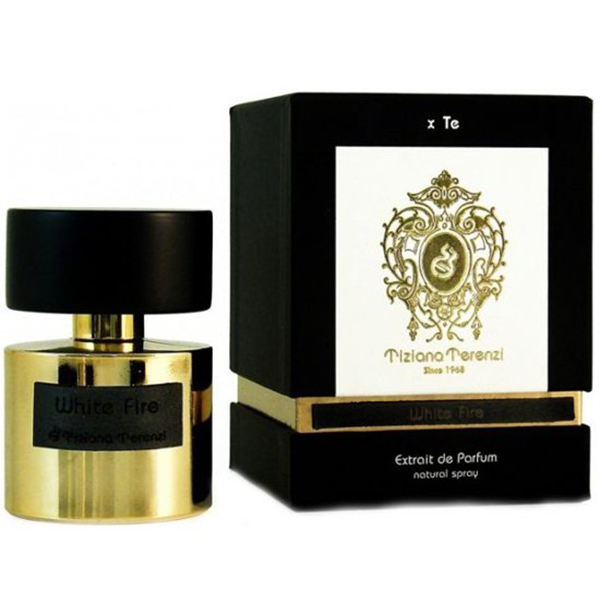 White Fire
Tiziana Terenzi
x Te
Tiziana Terenzi
Since 1968
White Fire
Extrait de Parfum
natural spray